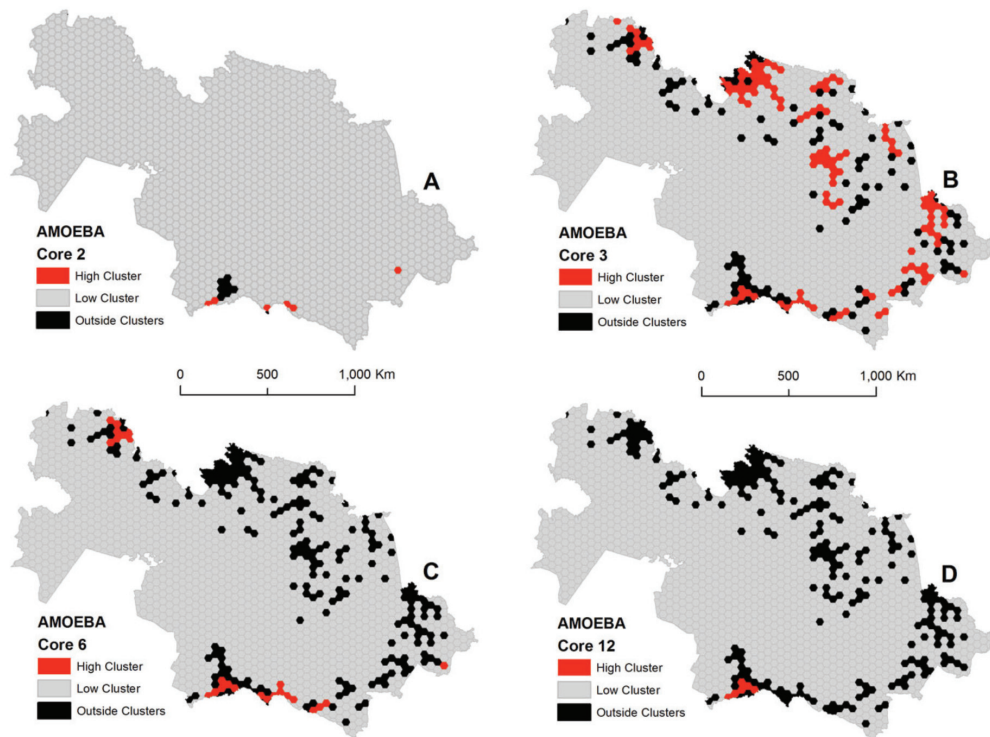 A
AMOEBA
Core 2
High Cluster
Low Cluster
Outside Clusters
B
AMOEBA
Core 3
High Cluster
Low Cluster
Outside Clusters
0 500 1,000 Km
0 500 1,000 Km
C
AMOEBA
Core 6
High Cluster
Low Cluster
Outside Clusters
D
AMOEBA
Core 12
High Cluster
Low Cluster
Outside Clusters